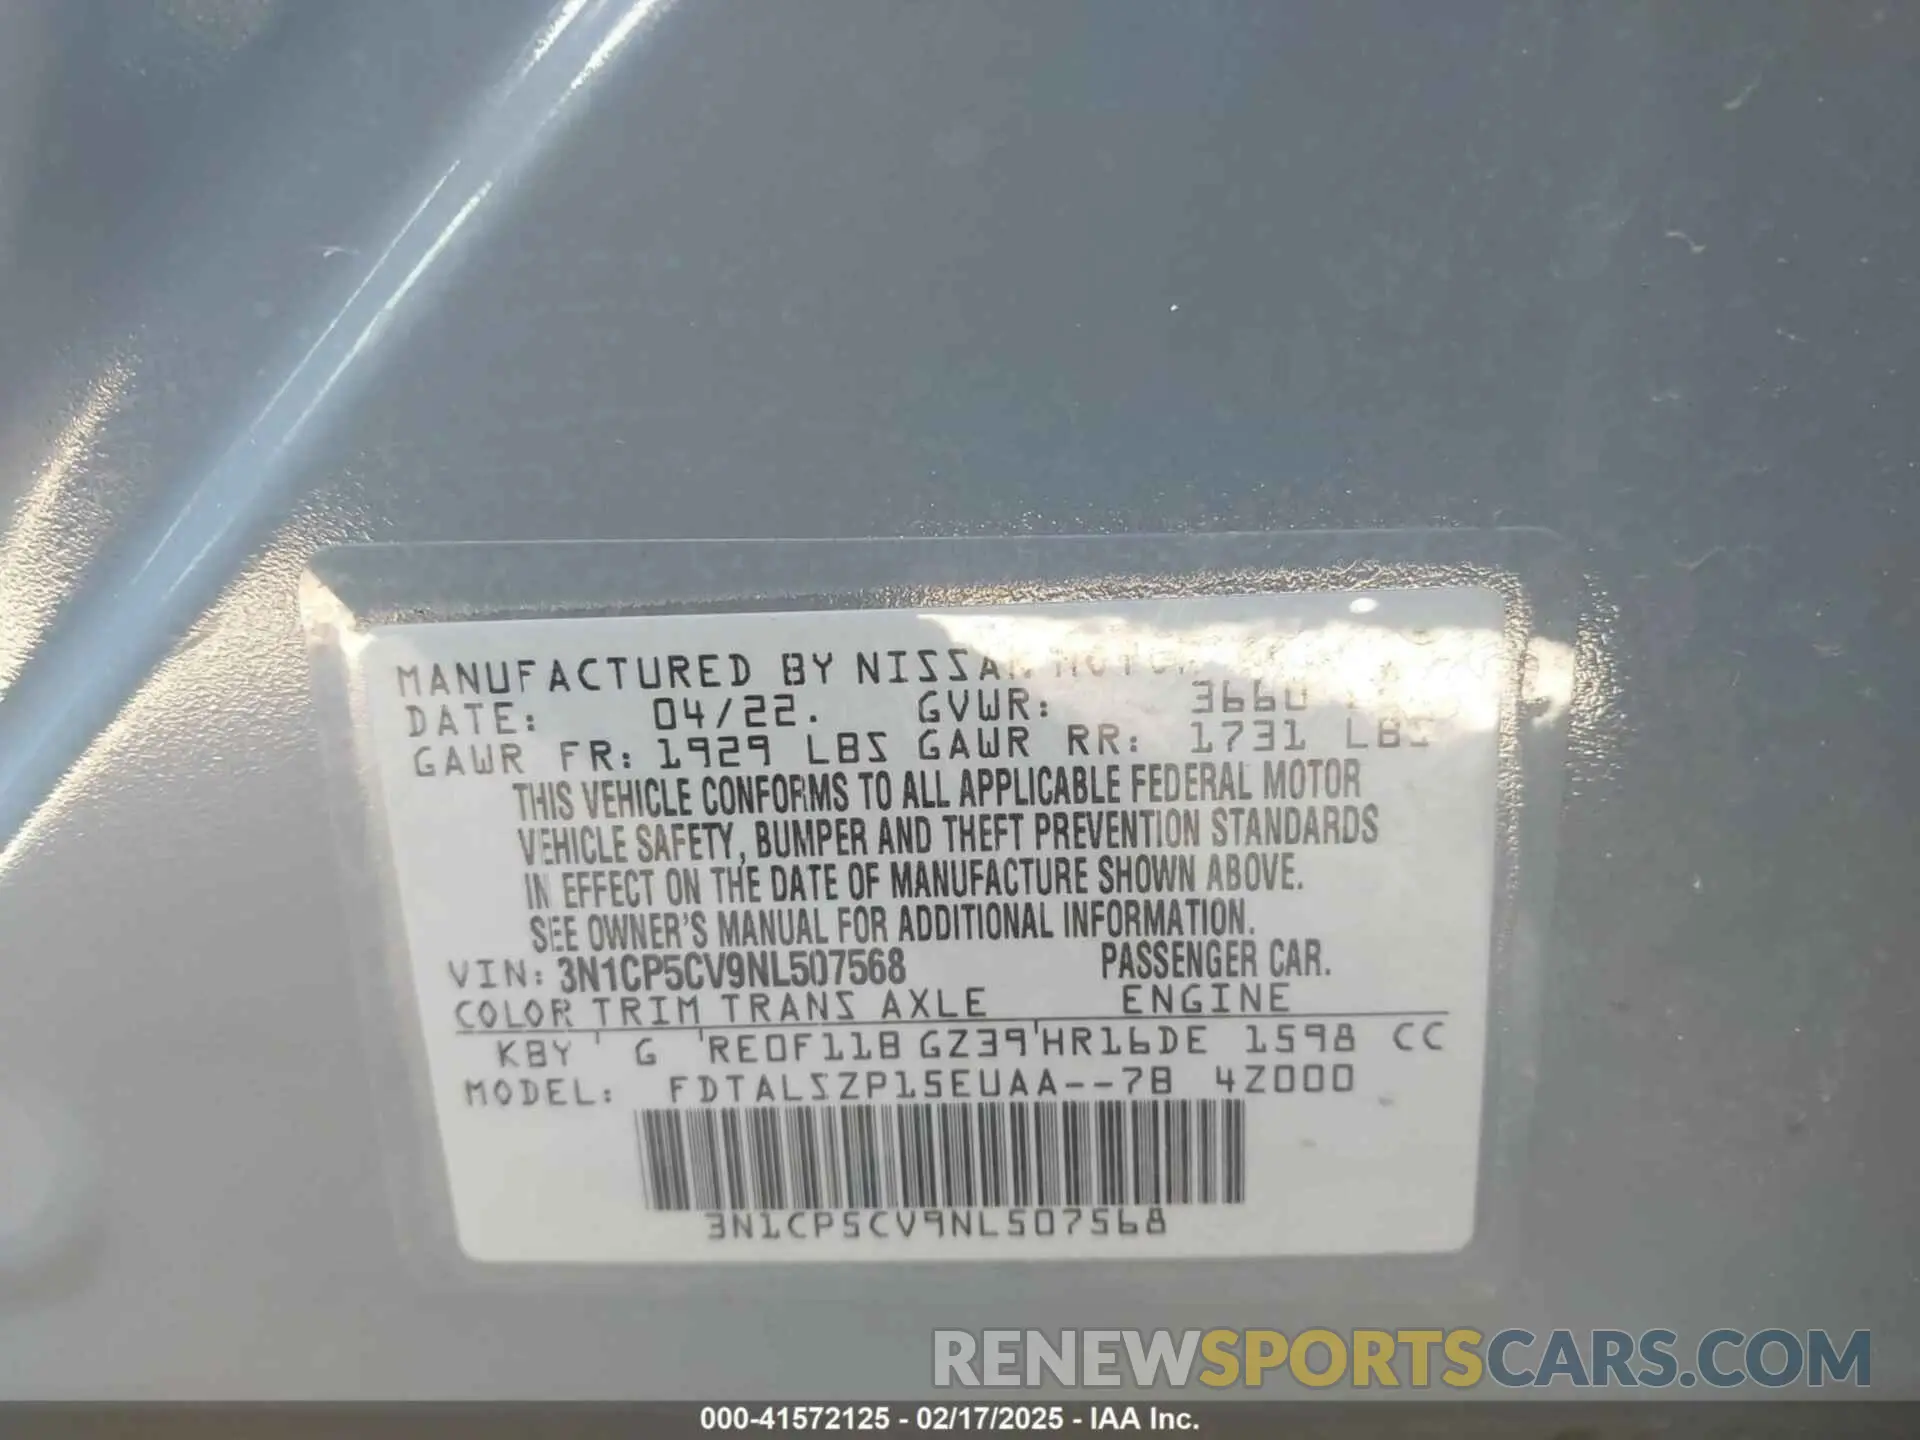 MANUFACTURED BY NISSAN MOTOR
DATE: 04/22. GVWR: 3660
GAWR FR: 1929 LBS GAWR RR: 1731 LBS
THIS VEHICLE CONFORMS TO ALL APPLICABLE FEDERAL MOTOR
VEHICLE SAFETY, BUMPER AND THEFT PREVENTION STANDARDS
IN EFFECT ON THE DATE OF MANUFACTURE SHOWN ABOVE.
SEE OWNER'S MANUAL FOR ADDITIONAL INFORMATION.
VIN: 3N1CP5CV9NL507568 PASSENGER CAR.
COLOR TRIM TRANS AXLE ENGINE
KBY ' G 'RE0F11B GZ39'HR16DE 1598 CC
MODEL: FDTALSZP15EUAA--7B 4Z000
3N1CP5CV9NL507568
RENEWSPORTSCARS.COM
000-41572125 - 02/17/2025 - IAA Inc.